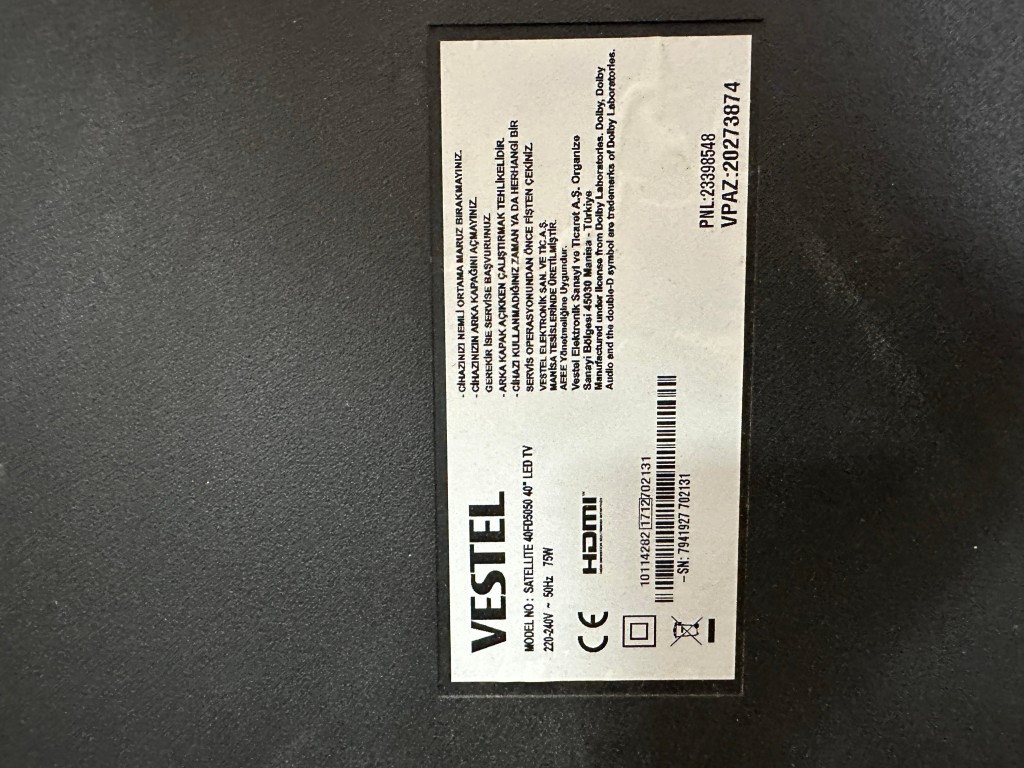 VESTEL
MODEL NO : SATELLITE 40FD5050 40" LED TV
220-240V ~ 50Hz 75W
HDMI™
CE
10114282 1712702131
- SN: 7941927 702131
- CİHAZINIZI NEMLİ ORTAMA MARUZ BIRAKMAYINIZ.
- CİHAZINIZIN ARKA KAPAĞINI AÇMAYINIZ.
GEREKİR İSE SERVİSE BAŞVURUNUZ.
- ARKA KAPAK AÇIKKEN ÇALIŞTIRMAK TEHLİKELİDİR.
- CİHAZI KULLANMADIĞINIZ ZAMAN YA DA HERHANGİ BİR
SERVİS OPERASYONUNDAN ÖNCE FİŞTEN ÇEKİNİZ.
VESTEL ELEKTRONİK SAN. VE TİC.A.Ş.
MANİSA TESİSLERİNDE ÜRETİLMİŞTİR.
AEEE Yönetmeliğine Uygundur.
Vestel Elektronik Sanayi ve Ticaret A.Ş. Organize
Sanayi Bölgesi 45030 Manisa - Türkiye
Manufactured under license from Dolby Laboratories. Dolby, Dolby
Audio and the double-D symbol are trademarks of Dolby Laboratories.
PNL:23398548
VPAZ:20273874